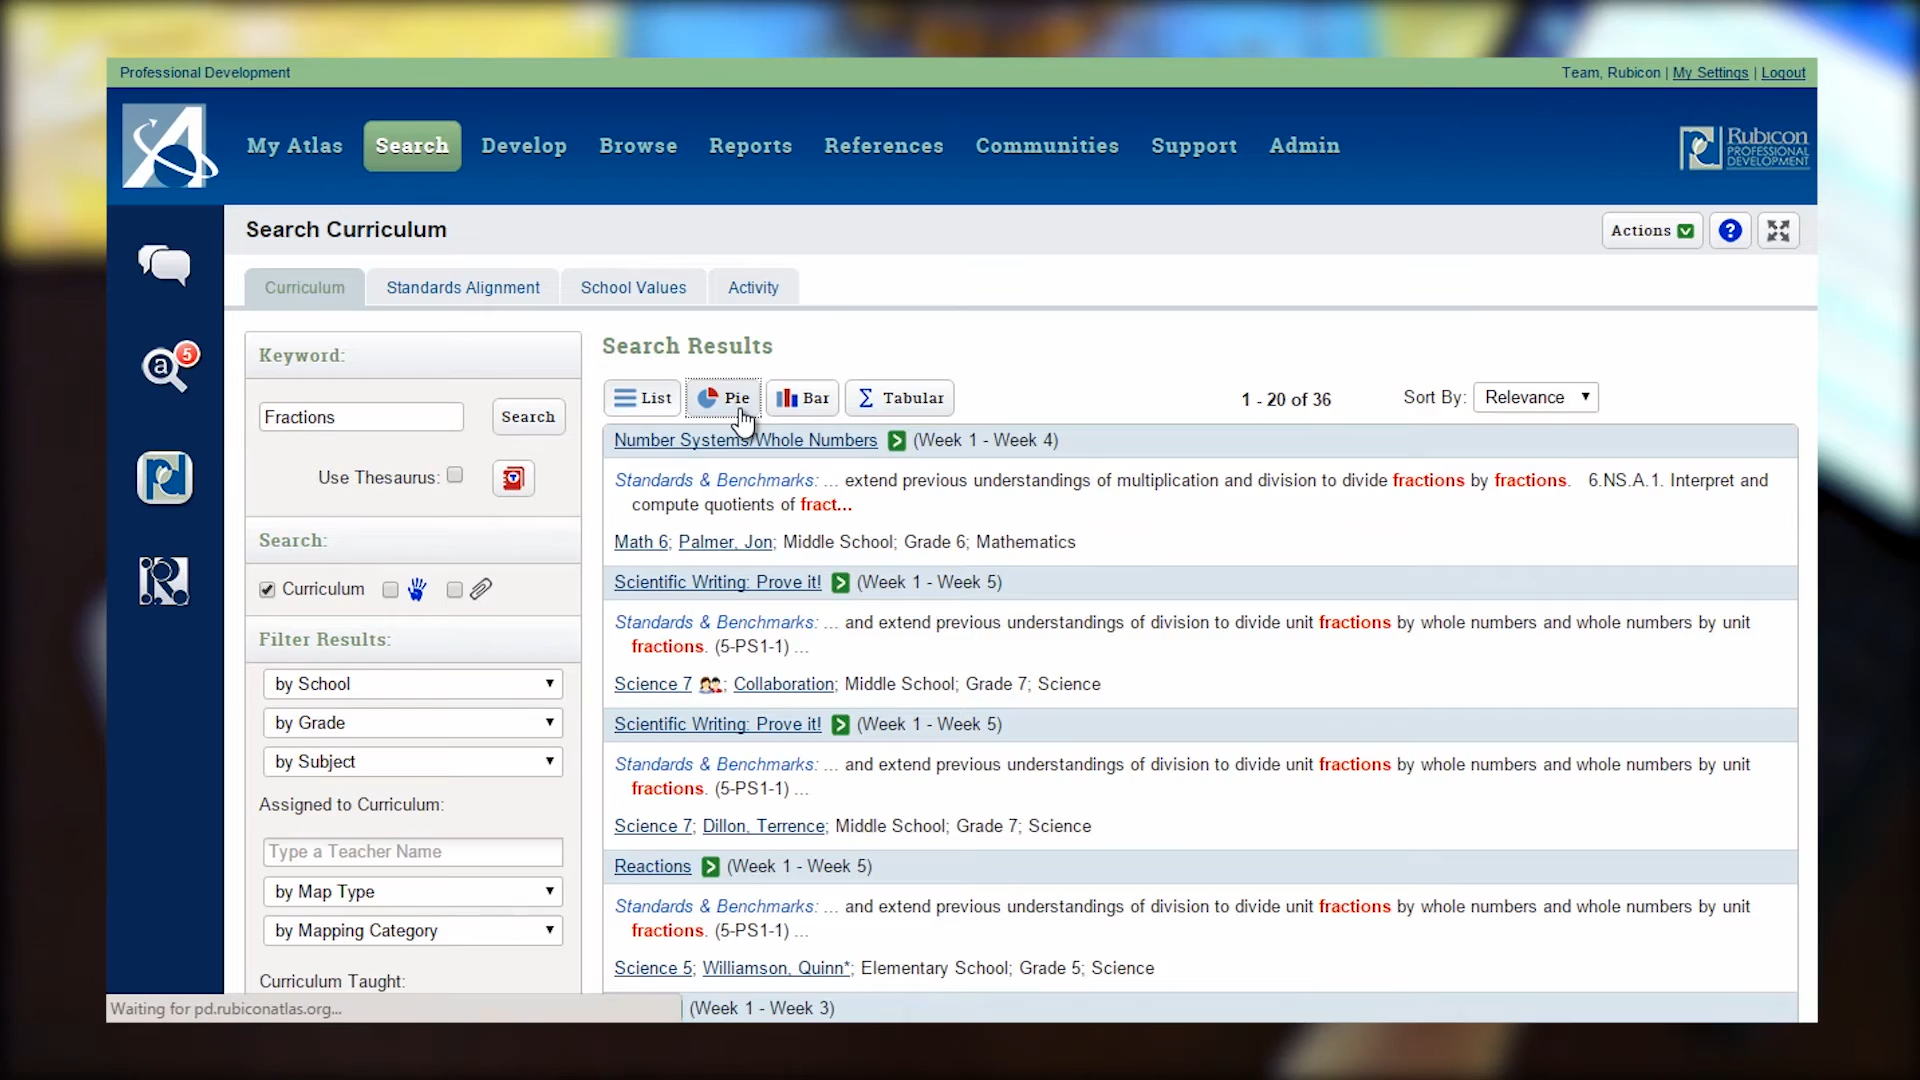 Professional Development
Team, Rubicon | My Settings | Logout
A
My Atlas Search Develop Browse Reports References Communities Support Admin
Rubicon
PROFESSIONAL
DEVELOPMENT
Search Curriculum
Actions
?
Curriculum Standards Alignment School Values Activity
Keyword:
Fractions Search
Use Thesaurus:
Search:
Curriculum
Filter Results:
by School
by Grade
by Subject
Assigned to Curriculum:
Type a Teacher Name
by Map Type
by Mapping Category
Curriculum Taught:
a 5
Waiting for pd.rubiconatlas.org...
Search Results
List Pie Bar Σ Tabular
1 - 20 of 36
Sort By: Relevance
Number Systems/Whole Numbers (Week 1 - Week 4)
Standards & Benchmarks: ... extend previous understandings of multiplication and division to divide fractions by fractions. 6.NS.A.1. Interpret and
compute quotients of fract...
Math 6; Palmer, Jon; Middle School; Grade 6; Mathematics
Scientific Writing: Prove it! (Week 1 - Week 5)
Standards & Benchmarks: ... and extend previous understandings of division to divide unit fractions by whole numbers and whole numbers by unit
fractions. (5-PS1-1) ...
Science 7; Collaboration; Middle School; Grade 7; Science
Scientific Writing: Prove it! (Week 1 - Week 5)
Standards & Benchmarks: ... and extend previous understandings of division to divide unit fractions by whole numbers and whole numbers by unit
fractions. (5-PS1-1) ...
Science 7; Dillon, Terrence; Middle School; Grade 7; Science
Reactions (Week 1 - Week 5)
Standards & Benchmarks: ... and extend previous understandings of division to divide unit fractions by whole numbers and whole numbers by unit
fractions. (5-PS1-1) ...
Science 5; Williamson, Quinn*; Elementary School; Grade 5; Science
(Week 1 - Week 3)